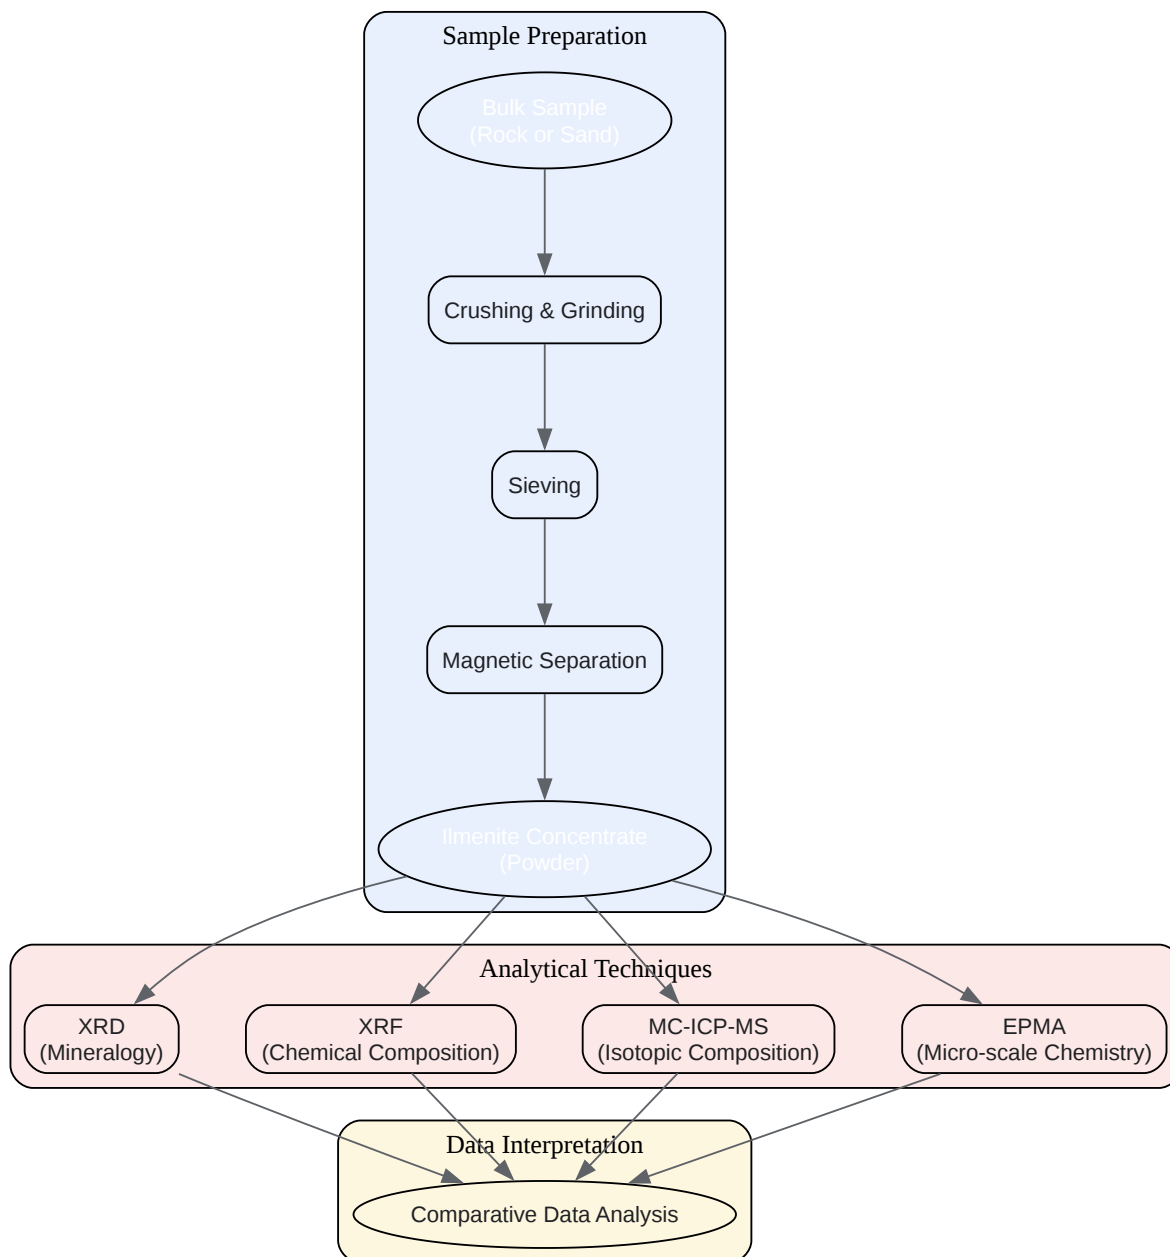 Sample Preparation
Bulk Sample
(Rock or Sand)
Crushing & Grinding
Sieving
Magnetic Separation
Ilmenite Concentrate
(Powder)
Analytical Techniques
XRD
(Mineralogy)
XRF
(Chemical Composition)
MC-ICP-MS
(Isotopic Composition)
EPMA
(Micro-scale Chemistry)
Data Interpretation
Comparative Data Analysis